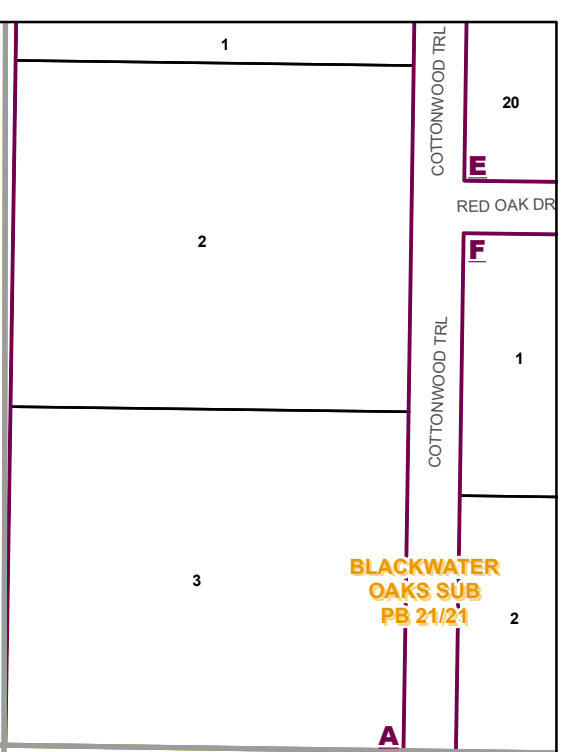 1
COTTONWOOD TRL
20
E
RED OAK DR
2
F
1
COTTONWOOD TRL
BLACKWATER
OAKS SUB
PB 21/21
3
2
A